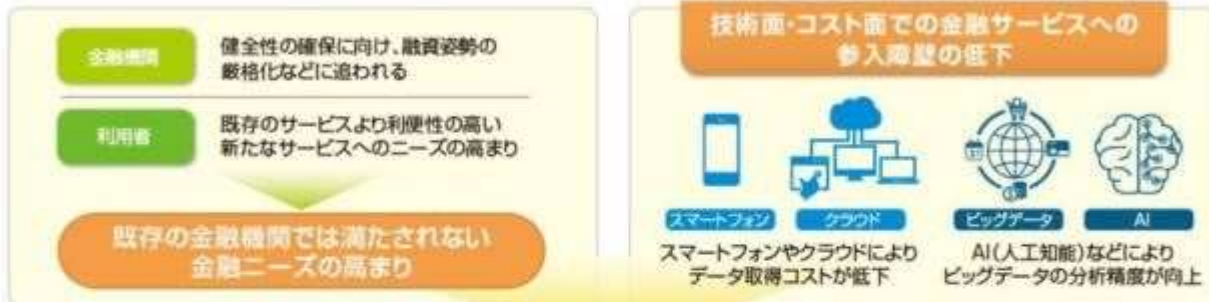 金融機関
健全性の確保に向け、融資姿勢の
厳格化などに追われる
利用者
既存のサービスより利便性の高い
新たなサービスへのニーズの高まり
既存の金融機関では満たされない
金融ニーズの高まり
技術面・コスト面での金融サービスへの
参入障壁の低下
スマートフォン
クラウド
ビッグデータ
AI
スマートフォンやクラウドにより
データ取得コストが低下
AI(人工知能)などにより
ビッグデータの分析精度が向上